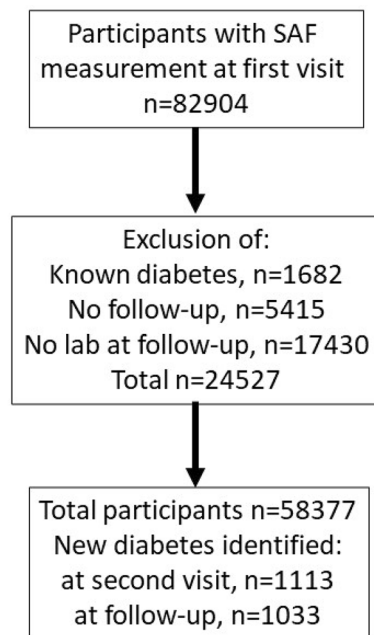 Participants with SAF
measurement at first visit
n=82904
Exclusion of:
Known diabetes, n=1682
No follow-up, n=5415
No lab at follow-up, n=17430
Total n=24527
Total participants n=58377
New diabetes identified:
at second visit, n=1113
at follow-up, n=1033